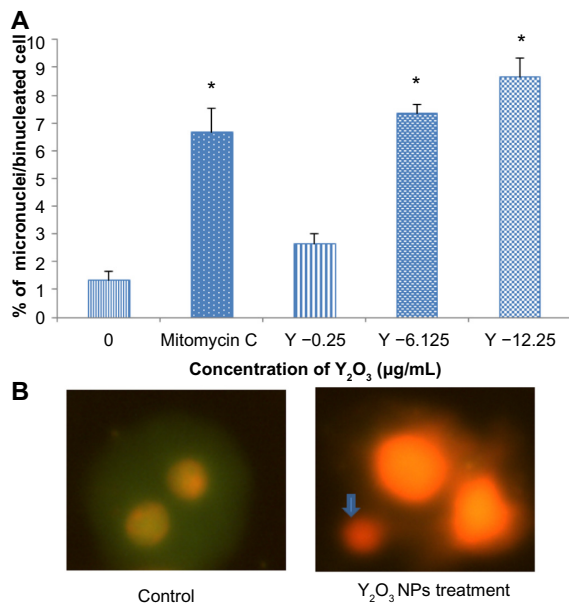 A
% of micronuclei/binucleated cell
10
9
8
7
6
5
4
3
2
1
0
*
*
*
0 Mitomycin C Y −0.25 Y −6.125 Y −12.25
Concentration of Y₂O₃ (µg/mL)
B
Control Y₂O₃ NPs treatment